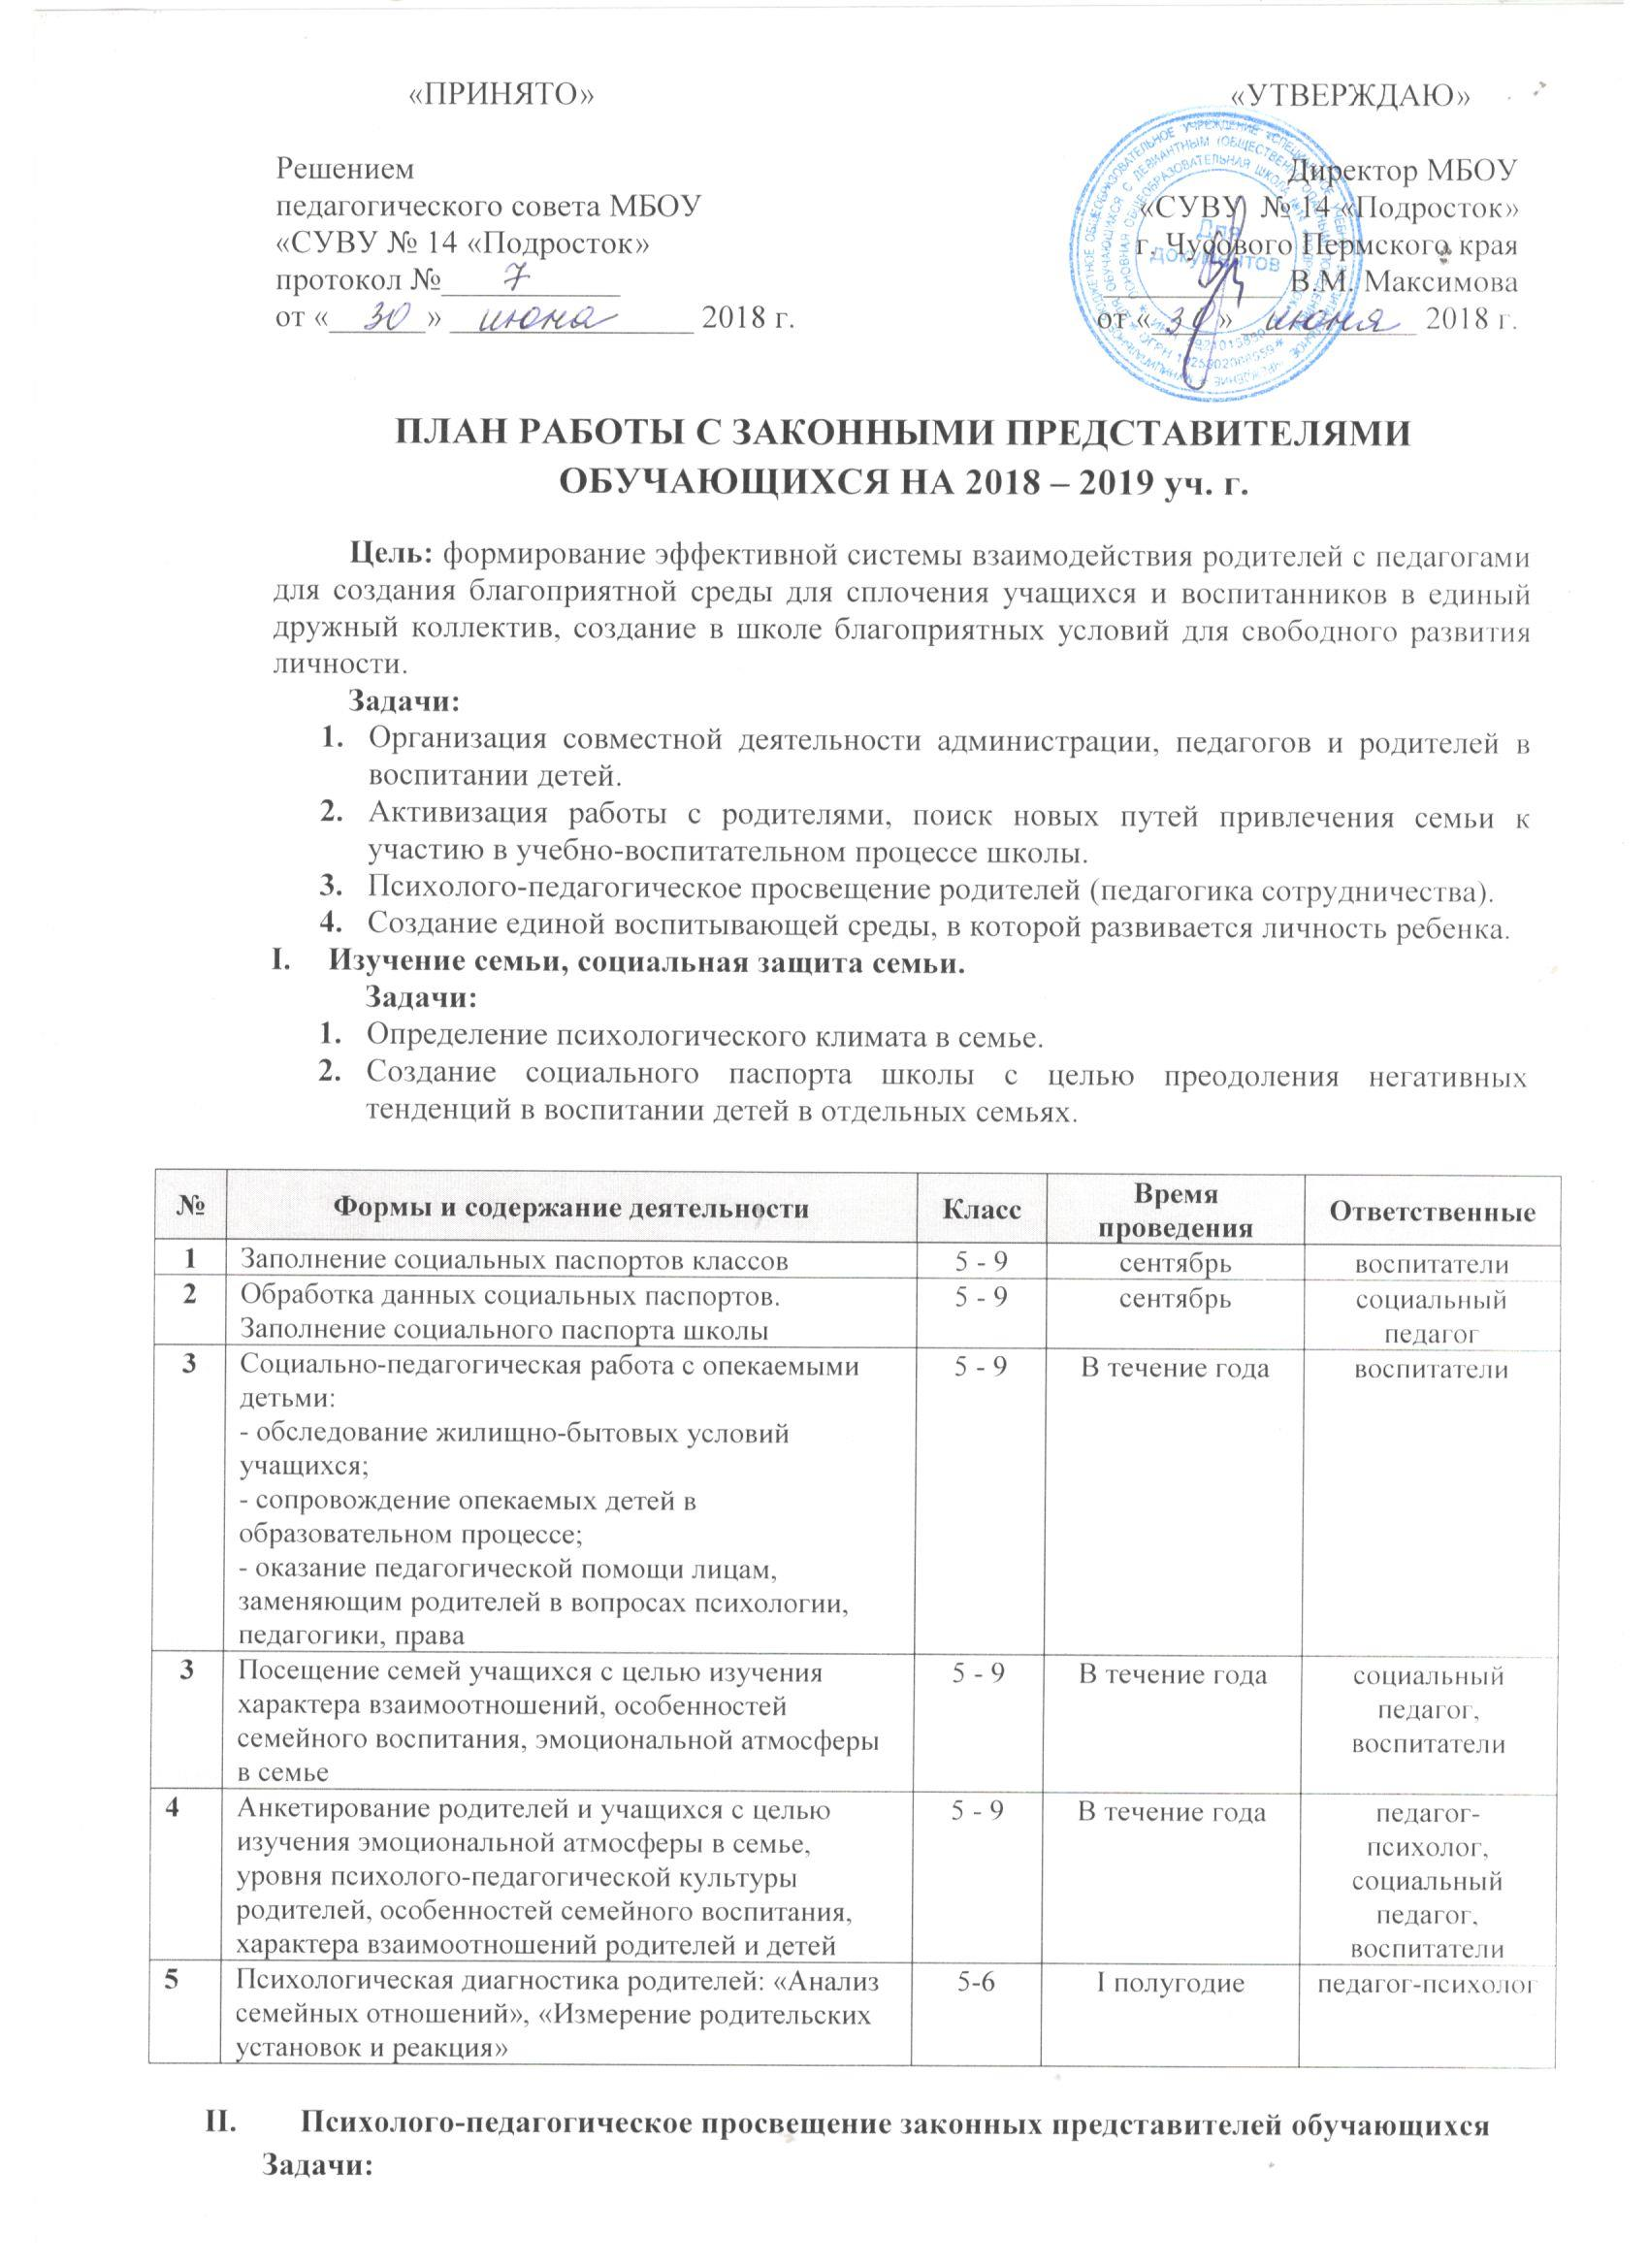 «ПРИНЯТО»
Решением
педагогического совета МБОУ
«СУВУ № 14 «Подросток»
протокол № 7
от « 30 » июня 2018 г.
«УТВЕРЖДАЮ»
Директор МБОУ
«СУВУ № 14 «Подросток»
г. Чусового Пермского края
В.М. Максимова
от « 30 » июня 2018 г.
Для
документов
ПЛАН РАБОТЫ С ЗАКОННЫМИ ПРЕДСТАВИТЕЛЯМИ
ОБУЧАЮЩИХСЯ НА 2018 – 2019 уч. г.
Цель: формирование эффективной системы взаимодействия родителей с педагогами
для создания благоприятной среды для сплочения учащихся и воспитанников в единый
дружный коллектив, создание в школе благоприятных условий для свободного развития
личности.
Задачи:
1. Организация совместной деятельности администрации, педагогов и родителей в
воспитании детей.
2. Активизация работы с родителями, поиск новых путей привлечения семьи к
участию в учебно-воспитательном процессе школы.
3. Психолого-педагогическое просвещение родителей (педагогика сотрудничества).
4. Создание единой воспитывающей среды, в которой развивается личность ребенка.
I. Изучение семьи, социальная защита семьи.
Задачи:
1. Определение психологического климата в семье.
2. Создание социального паспорта школы с целью преодоления негативных
тенденций в воспитании детей в отдельных семьях.
№ Формы и содержание деятельности Класс Время проведения Ответственные
1 Заполнение социальных паспортов классов 5 - 9 сентябрь воспитатели
2 Обработка данных социальных паспортов. 5 - 9 сентябрь социальный
Заполнение социального паспорта школы педагог
3 Социально-педагогическая работа с опекаемыми 5 - 9 В течение года воспитатели
детьми:
- обследование жилищно-бытовых условий
учащихся;
- сопровождение опекаемых детей в
образовательном процессе;
- оказание педагогической помощи лицам,
заменяющим родителей в вопросах психологии,
педагогики, права
3 Посещение семей учащихся с целью изучения 5 - 9 В течение года социальный
характера взаимоотношений, особенностей педагог,
семейного воспитания, эмоциональной атмосферы воспитатели
в семье
4 Анкетирование родителей и учащихся с целью 5 - 9 В течение года педагог-
изучения эмоциональной атмосферы в семье, психолог,
уровня психолого-педагогической культуры социальный
родителей, особенностей семейного воспитания, педагог,
характера взаимоотношений родителей и детей воспитатели
5 Психологическая диагностика родителей: «Анализ 5-6 I полугодие педагог-психолог
семейных отношений», «Измерение родительских
установок и реакция»
II. Психолого-педагогическое просвещение законных представителей обучающихся
Задачи: